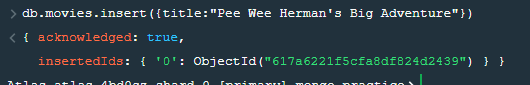 > db.movies.insert({title:"Pee Wee Herman's Big Adventure"})
< { acknowledged: true,
insertedIds: { '0': ObjectId("617a6221f5cfa8df824d2439") } }